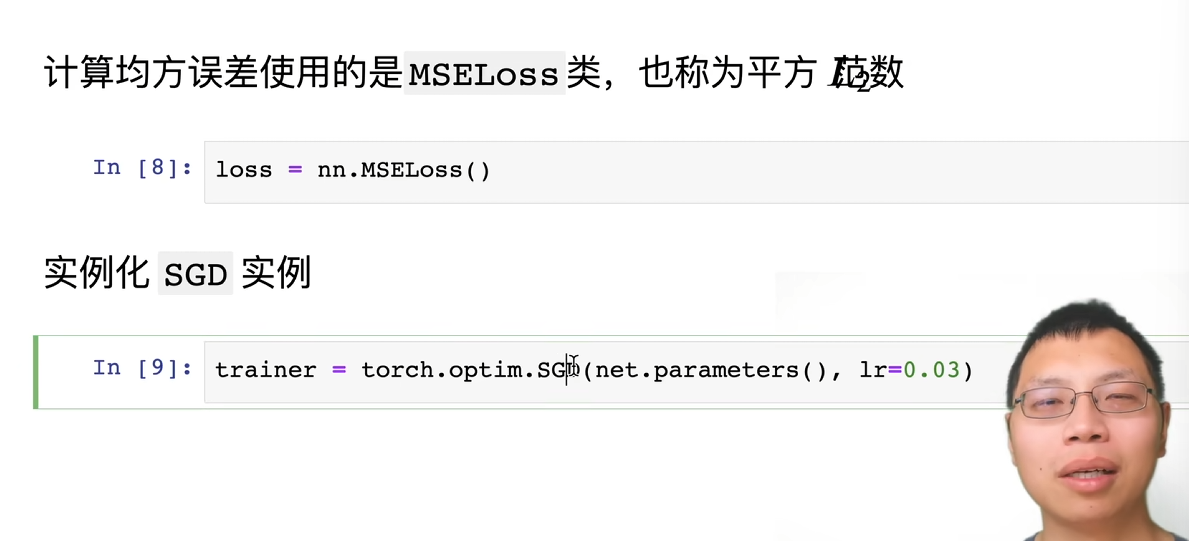 计算均方误差使用的是MSELoss类，也称为平方 L2范数
In [8]: loss = nn.MSELoss()
实例化 SGD 实例
In [9]: trainer = torch.optim.SGD(net.parameters(), lr=0.03)